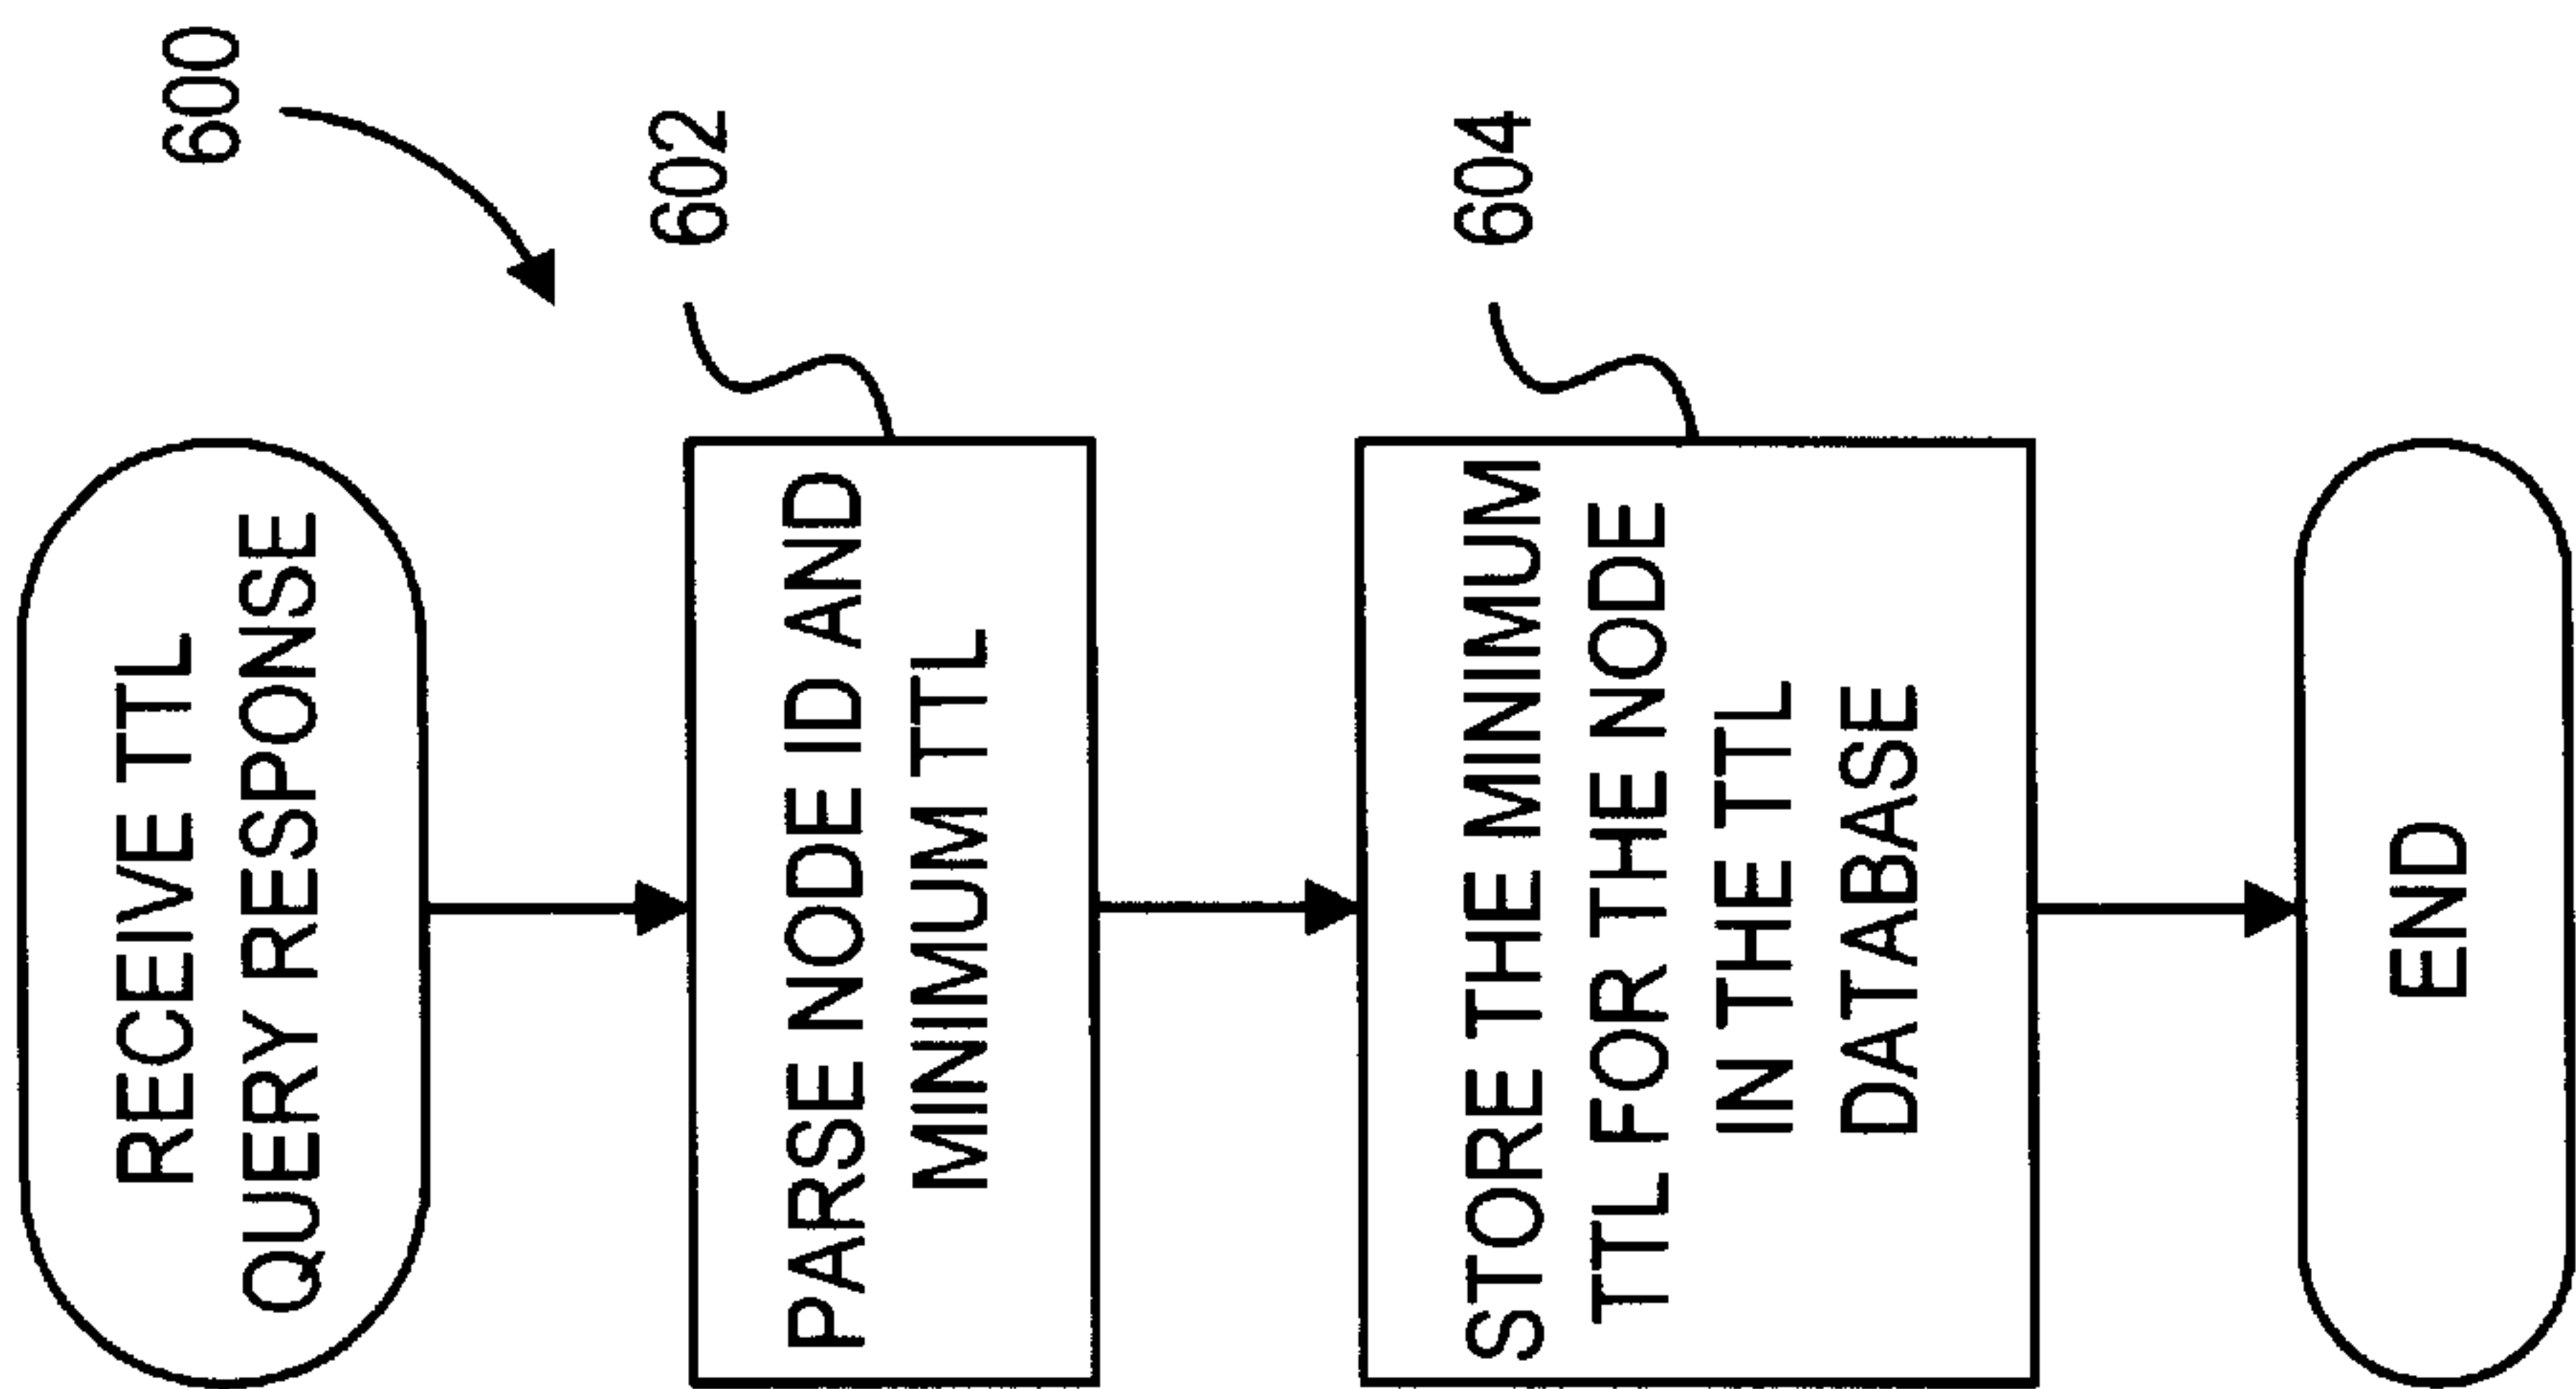 600
RECEIVE TTL
QUERY RESPONSE
602
PARSE NODE ID AND
MINIMUM TTL
604
STORE THE MINIMUM
TTL FOR THE NODE
IN THE TTL
DATABASE
END